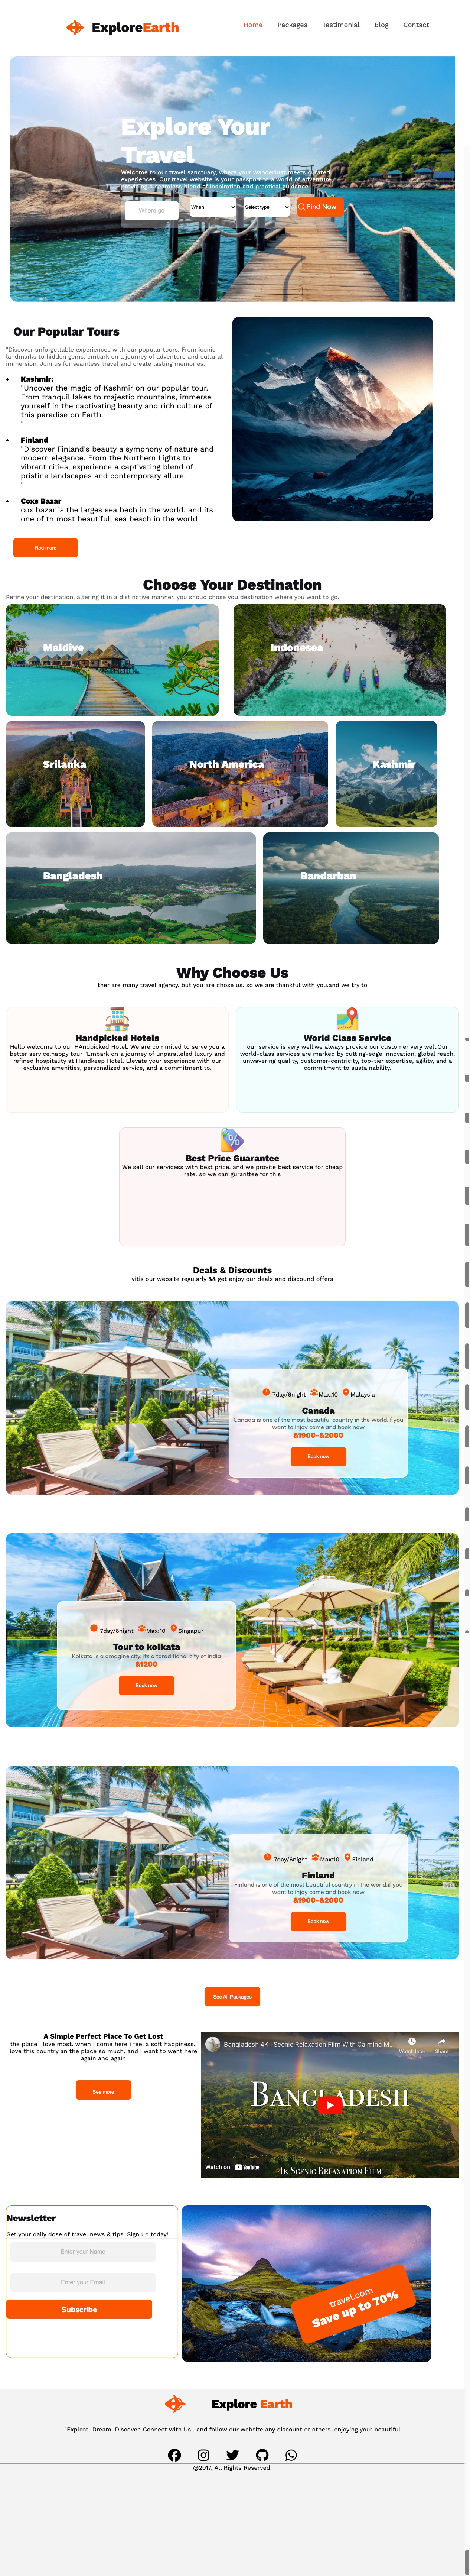 ExploreEarth
Home Packages Testimonial Blog Contact
Explore Your
Travel
Welcome to our travel sanctuary, where your wanderlust meets curated
experiences. Our travel website is your passport to a world of adventure,
a seamless blend of inspiration and practical guidance
Where go
When
Select type
Find Now
Our Popular Tours
"Discover unforgettable experiences with our popular tours. From iconic
landmarks to hidden gems, embark on a journey of adventure and cultural
immersion. Join us for seamless travel and create lasting memories."
• Kashmir:
"Uncover the magic of Kashmir on our popular tour.
From tranquil lakes to majestic mountains, immerse
yourself in the captivating beauty and rich culture of
this paradise on Earth.
"
• Finland
"Discover Finland's beauty a symphony of nature and
modern elegance. From the Northern Lights to
vibrant cities, experience a captivating blend of
pristine landscapes and contemporary allure.
"
• Coxs Bazar
cox bazar is the larges sea bech in the world. and its
one of th most beautifull sea beach in the world
Red more
Choose Your Destination
Refine your destination, altering it in a distinctive manner. you shoud chose you destination where you want to go.
Maldive
Indonesea
Srilanka
North America
Kashmir
Bangladesh
Bandarban
Why Choose Us
ther are many travel agency. but you are chose us. so we are thankful with you.and we try to
Handpicked Hotels
Hello welcome to our HAndpicked Hotel. We are commited to serve you a
better service.happy tour "Embark on a journey of unparalleled luxury and
refined hospitality at Handkeep Hotel. Elevate your experience with our
exclusive amenities, personalized service, and a commitment to.
World Class Service
our service is very well.we always provide our customer very well.Our
world-class services are marked by cutting-edge innovation, global reach,
unwavering quality, customer-centricity, top-tier expertise, agility, and a
commitment to sustainability.
Best Price Guarantee
We sell our servicess with best price. and we provite best service for cheap
rate. so we can gurantthee for this
Deals & Discounts
vitis our website regularly && get enjoy our deals and discound offers
7day/6night Max:10 Malaysia
Canada
Canada is one of the most beautiful country in the world.if you
want to injoy come and book now
&1900-&2000
Book now
7day/6night Max:10 Singapur
Tour to kolkata
Kolkata is a amagine city. its a taraditional city of india
&1200
Book now
7day/6night Max:10 Finland
Finland
Finland is one of the most beautiful country in the world.if you
want to injoy come and book now
&1900-&2000
Book now
See All Packages
A Simple Perfect Place To Get Lost
the place i love most. when i come here i feel a soft happiness.i
love this country an the place so much. and i want to went here
again and again
See more
Bangladesh 4K - Scenic Relaxation Film With Calming M...
Watch later
Share
BANGLADESH
4K SCENIC RELAXATION FILM
Watch on YouTube
Newsletter
Get your daily dose of travel news & tips. Sign up today!
Enter your Name
Enter your Email
Subscribe
travel.com
Save up to 70%
Explore Earth
"Explore. Dream. Discover. Connect with Us . and follow our website any discount or others. enjoying your beautiful
@2017, All Rights Reserved.